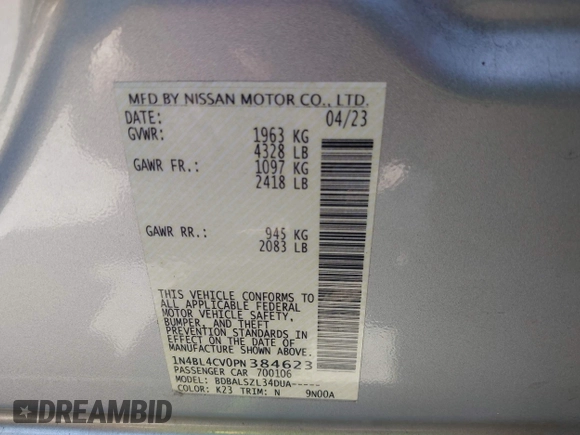 MFD BY NISSAN MOTOR CO., LTD.
DATE: 04/23
GVWR: 1963 KG
4328 LB
GAWR FR.: 1097 KG
2418 LB
GAWR RR.: 945 KG
2083 LB
THIS VEHICLE CONFORMS TO
ALL APPLICABLE FEDERAL
MOTOR VEHICLE SAFETY,
BUMPER, AND THEFT
PREVENTION STANDARDS IN
EFFECT ON THE DATE OF
MANUFACTURE SHOWN ABOVE.
1N4BL4CV0PN384623
PASSENGER CAR 700106
MODEL: BDBALSZL34DUA-----
COLOR: K23 TRIM: N 9N00A
DREAMBID
DREAMBID